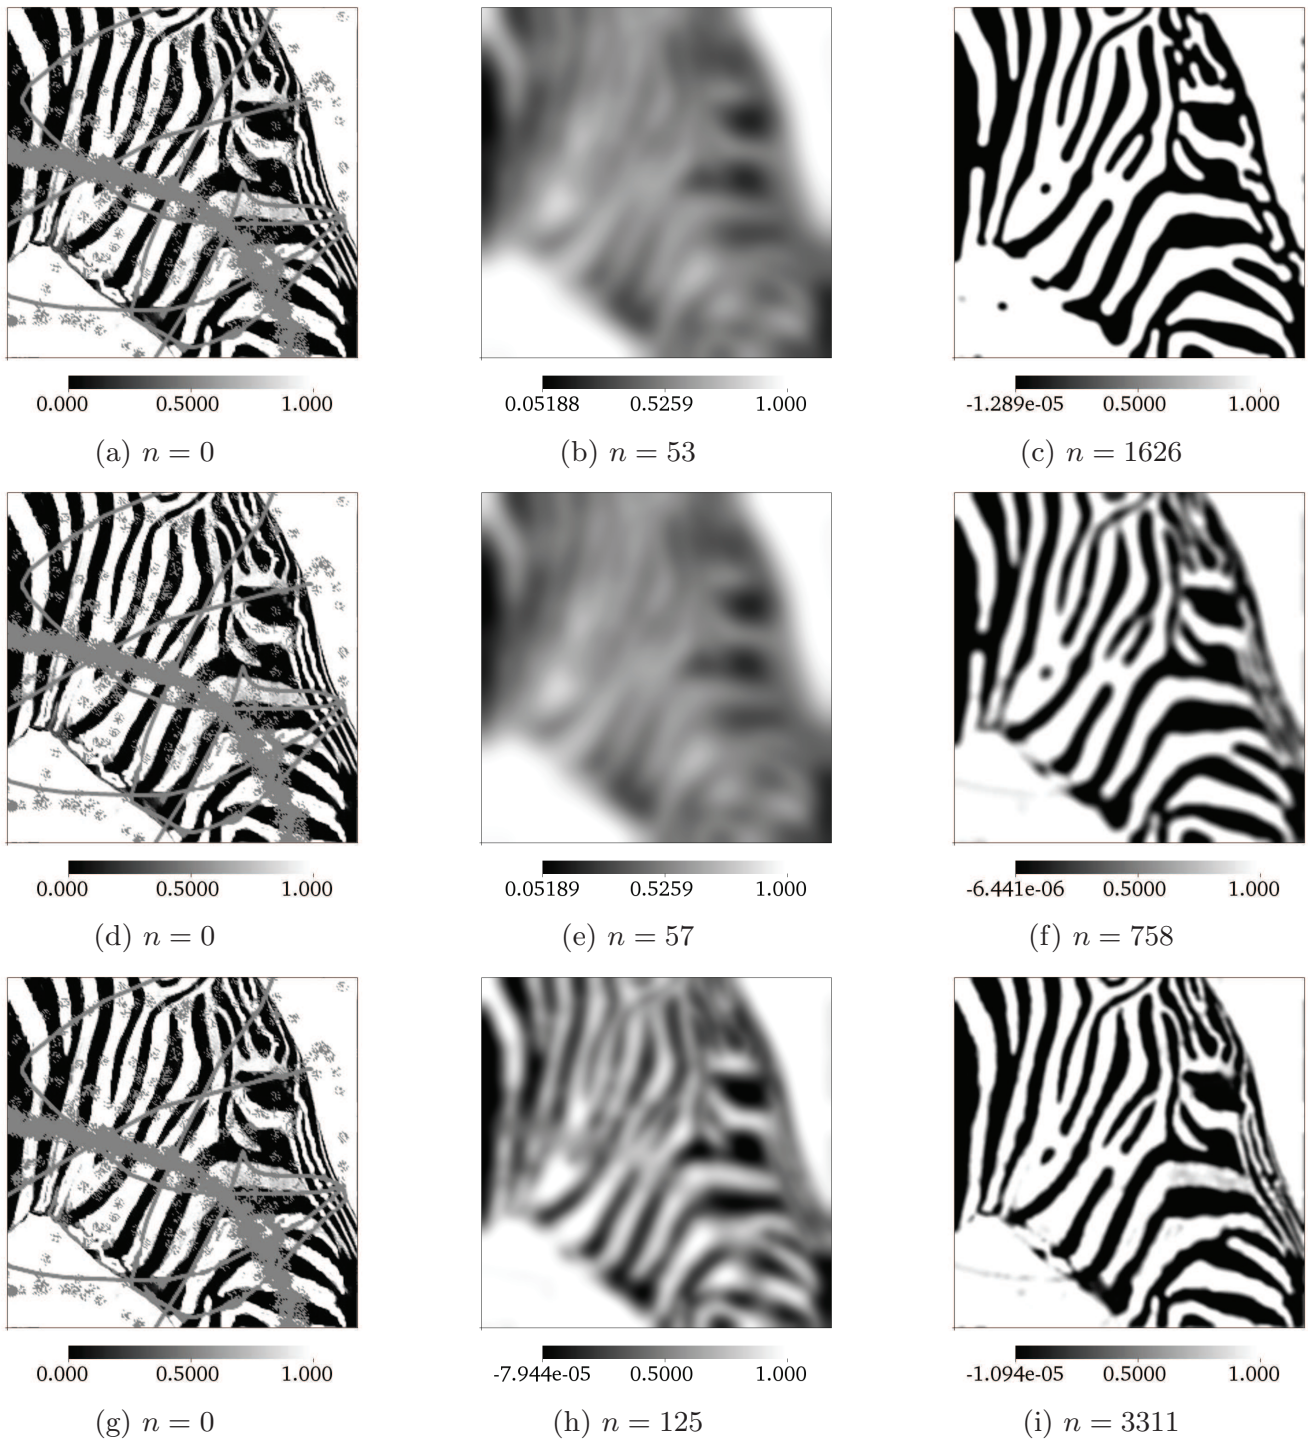 0.000 0.5000 1.000 0.05188 0.5259 1.000 -1.289e-05 0.5000 1.000
(a) n = 0 (b) n = 53 (c) n = 1626
0.000 0.5000 1.000 0.05189 0.5259 1.000 -6.441e-06 0.5000 1.000
(d) n = 0 (e) n = 57 (f) n = 758
0.000 0.5000 1.000 -7.944e-05 0.5000 1.000 -1.094e-05 0.5000 1.000
(g) n = 0 (h) n = 125 (i) n = 3311